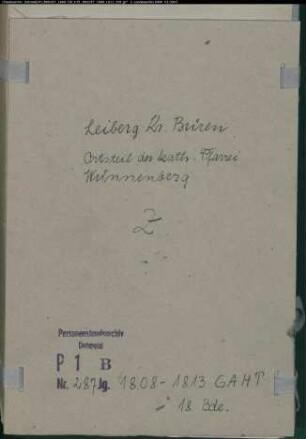 Leiberg Kr. Büren
Ortsteil der kath. Pfarrei
Wünnenberg
Z
Personenstandsarchiv
Detmold
P 1 B
Nr. 287 Jg. 1808-1813 GAHT
18 Bde.